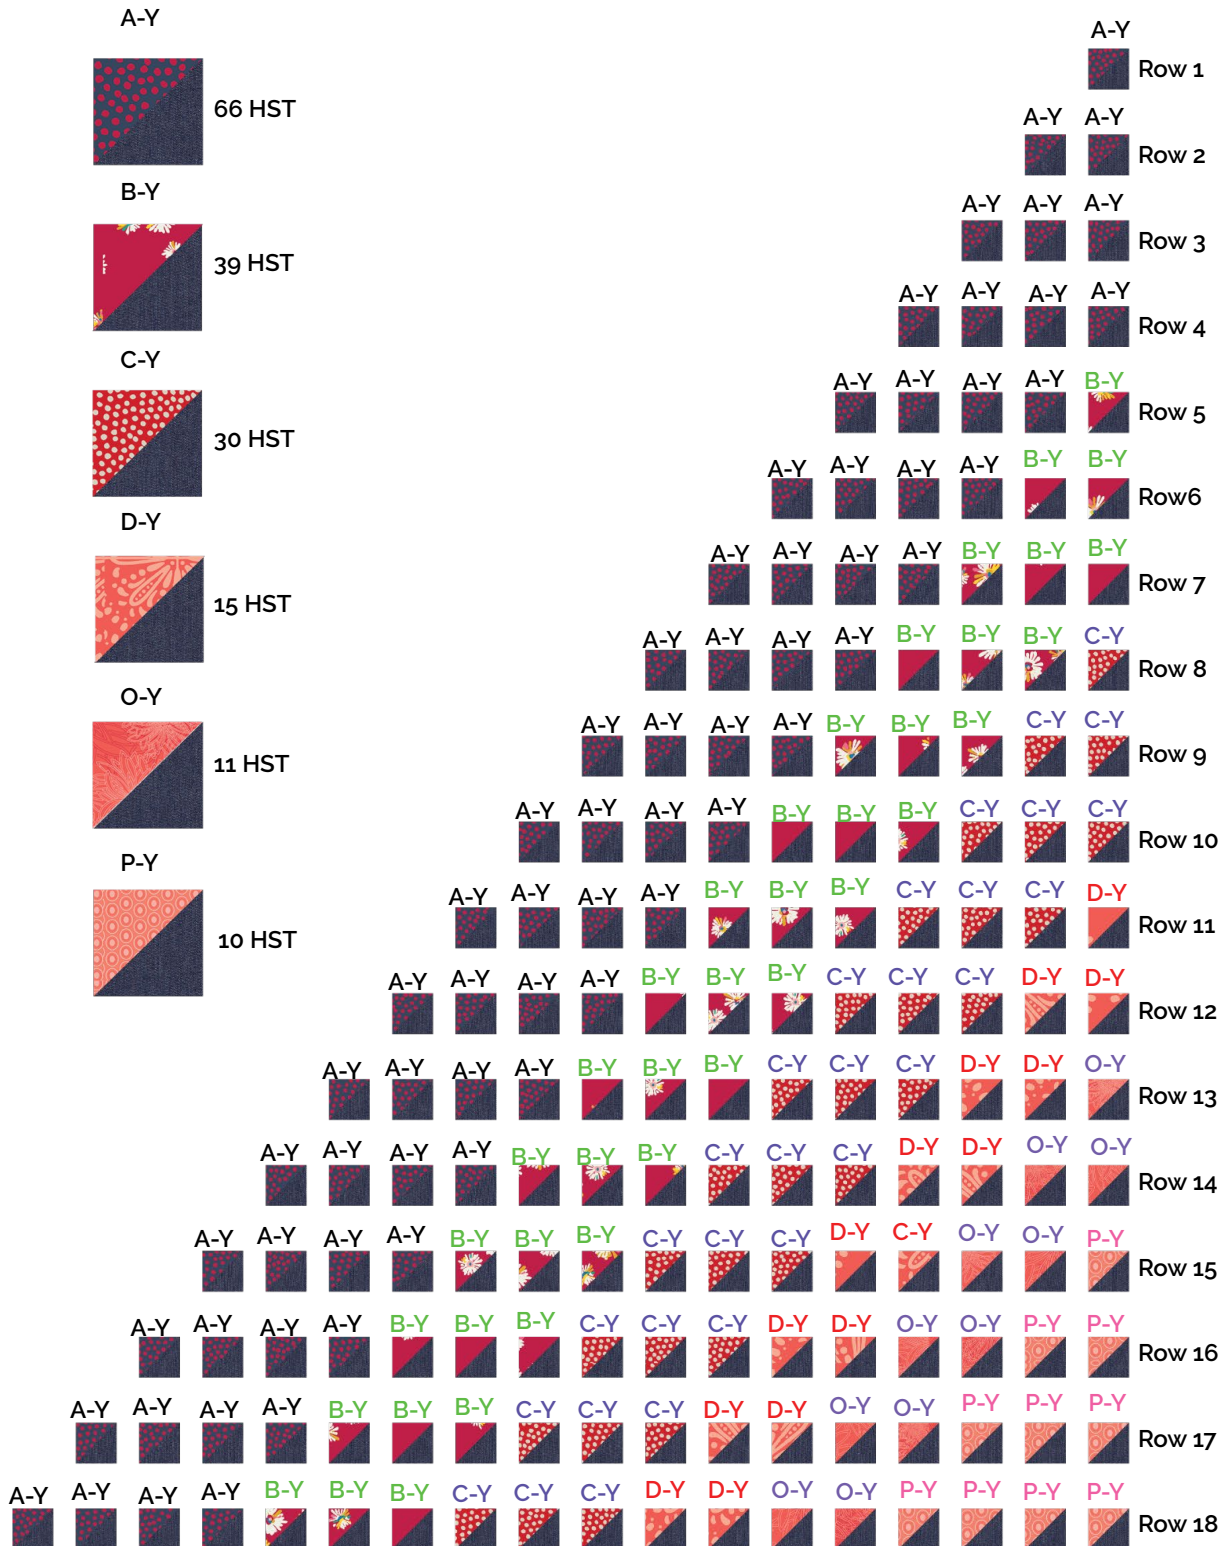 A-Y
66 HST
B-Y
39 HST
C-Y
30 HST
D-Y
15 HST
O-Y
11 HST
P-Y
10 HST
A-Y
Row 1
A-Y A-Y
Row 2
A-Y A-Y A-Y
Row 3
A-Y A-Y A-Y A-Y
Row 4
A-Y A-Y A-Y A-Y B-Y
Row 5
A-Y A-Y A-Y A-Y B-Y B-Y
Row6
A-Y A-Y A-Y A-Y B-Y B-Y B-Y
Row 7
A-Y A-Y A-Y A-Y B-Y B-Y B-Y C-Y
Row 8
A-Y A-Y A-Y A-Y B-Y B-Y B-Y C-Y C-Y
Row 9
A-Y A-Y A-Y A-Y B-Y B-Y B-Y C-Y C-Y C-Y
Row 10
A-Y A-Y A-Y A-Y B-Y B-Y B-Y C-Y C-Y C-Y D-Y
Row 11
A-Y A-Y A-Y A-Y B-Y B-Y B-Y C-Y C-Y C-Y D-Y D-Y
Row 12
A-Y A-Y A-Y A-Y B-Y B-Y B-Y C-Y C-Y C-Y D-Y D-Y O-Y
Row 13
A-Y A-Y A-Y A-Y B-Y B-Y B-Y C-Y C-Y C-Y D-Y D-Y O-Y O-Y
Row 14
A-Y A-Y A-Y A-Y B-Y B-Y B-Y C-Y C-Y C-Y D-Y C-Y O-Y O-Y P-Y
Row 15
A-Y A-Y A-Y A-Y B-Y B-Y B-Y C-Y C-Y C-Y D-Y D-Y O-Y O-Y P-Y P-Y
Row 16
A-Y A-Y A-Y A-Y B-Y B-Y B-Y C-Y C-Y C-Y D-Y D-Y O-Y O-Y P-Y P-Y P-Y
Row 17
A-Y A-Y A-Y A-Y B-Y B-Y B-Y C-Y C-Y C-Y D-Y D-Y O-Y O-Y P-Y P-Y P-Y P-Y
Row 18